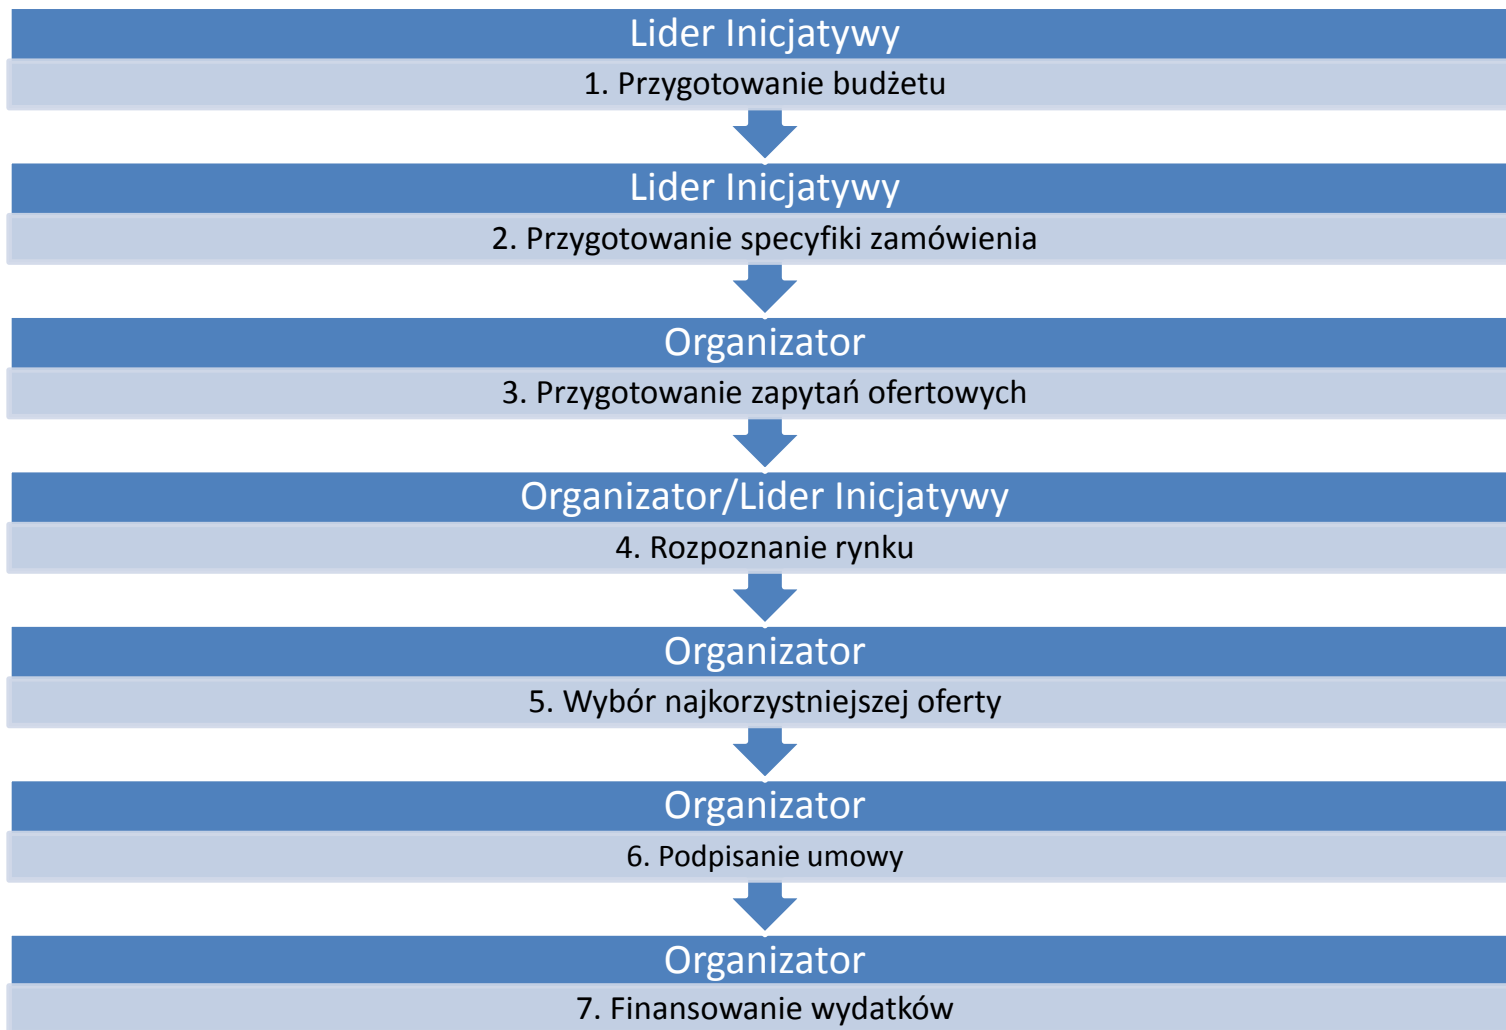 Lider Inicjatywy
1. Przygotowanie budżetu
Lider Inicjatywy
2. Przygotowanie specyfiki zamówienia
Organizator
3. Przygotowanie zapytań ofertowych
Organizator/Lider Inicjatywy
4. Rozpoznanie rynku
Organizator
5. Wybór najkorzystniejszej oferty
Organizator
6. Podpisanie umowy
Organizator
7. Finansowanie wydatków